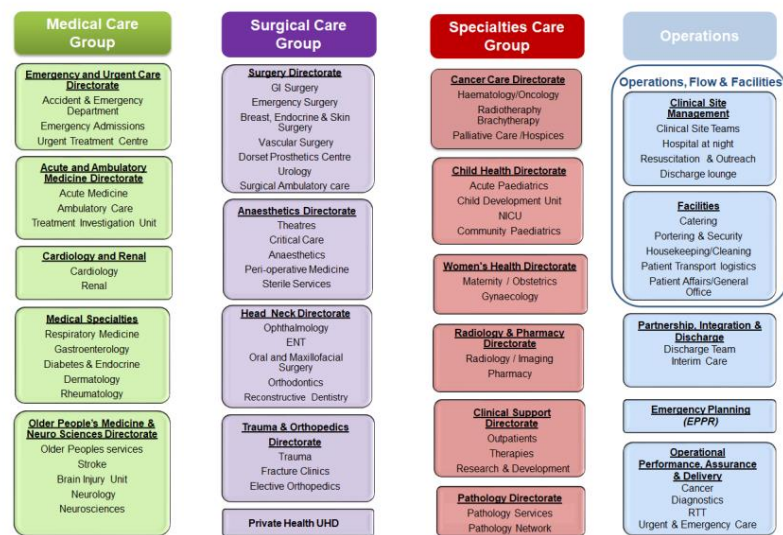 Medical Care
Group
Emergency and Urgent Care
Directorate
Accident & Emergency
Department
Emergency Admissions
Urgent Treatment Centre
Acute and Ambulatory
Medicine Directorate
Acute Medicine
Ambulatory Care
Treatment Investigation Unit
Cardiology and Renal
Cardiology
Renal
Medical Specialties
Respiratory Medicine
Gastroenterology
Diabetes & Endocrine
Dermatology
Rheumatology
Older People's Medicine &
Neuro Sciences Directorate
Older Peoples services
Stroke
Brain Injury Unit
Neurology
Neurosciences
Surgical Care
Group
Surgery Directorate
GI Surgery
Emergency Surgery
Breast, Endocrine & Skin
Surgery
Vascular Surgery
Dorset Prosthetics Centre
Urology
Surgical Ambulatory care
Anaesthetics Directorate
Theatres
Critical Care
Anaesthetics
Peri-operative Medicine
Sterile Services
Head Neck Directorate
Ophthalmology
ENT
Oral and Maxillofacial
Surgery
Orthodontics
Reconstructive Dentistry
Trauma & Orthopedics
Directorate
Trauma
Fracture Clinics
Elective Orthopedics
Private Health UHD
Specialties Care
Group
Cancer Care Directorate
Haematology/Oncology
Radiotheraphy
Brachytherapy
Palliative Care /Hospices
Child Health Directorate
Acute Paediatrics
Child Development Unit
NICU
Community Paediatrics
Women's Health Directorate
Maternity / Obstetrics
Gynaecology
Radiology & Pharmacy
Directorate
Radiology / Imaging
Pharmacy
Clinical Support
Directorate
Outpatients
Therapies
Research & Development
Pathology Directorate
Pathology Services
Pathology Network
Operations
Operations, Flow & Facilities
Clinical Site
Management
Clinical Site Teams
Hospital at night
Resuscitation & Outreach
Discharge lounge
Facilities
Catering
Portering & Security
Housekeeping/Cleaning
Patient Transport logistics
Patient Affairs/General
Office
Partnership, Integration &
Discharge
Discharge Team
Interim Care
Emergency Planning
(EPPR)
Operational
Performance, Assurance
& Delivery
Cancer
Diagnostics
RTT
Urgent & Emergency Care